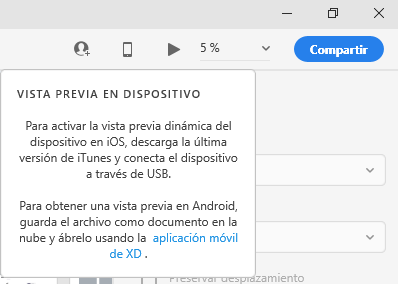 5 %
Compartir
VISTA PREVIA EN DISPOSITIVO
Para activar la vista previa dinámica del
dispositivo en iOS, descarga la última
versión de iTunes y conecta el dispositivo
a través de USB.
Para obtener una vista previa en Android,
guarda el archivo como documento en la
nube y ábrelo usando la aplicación móvil
de XD .
Preservar desplazamiento